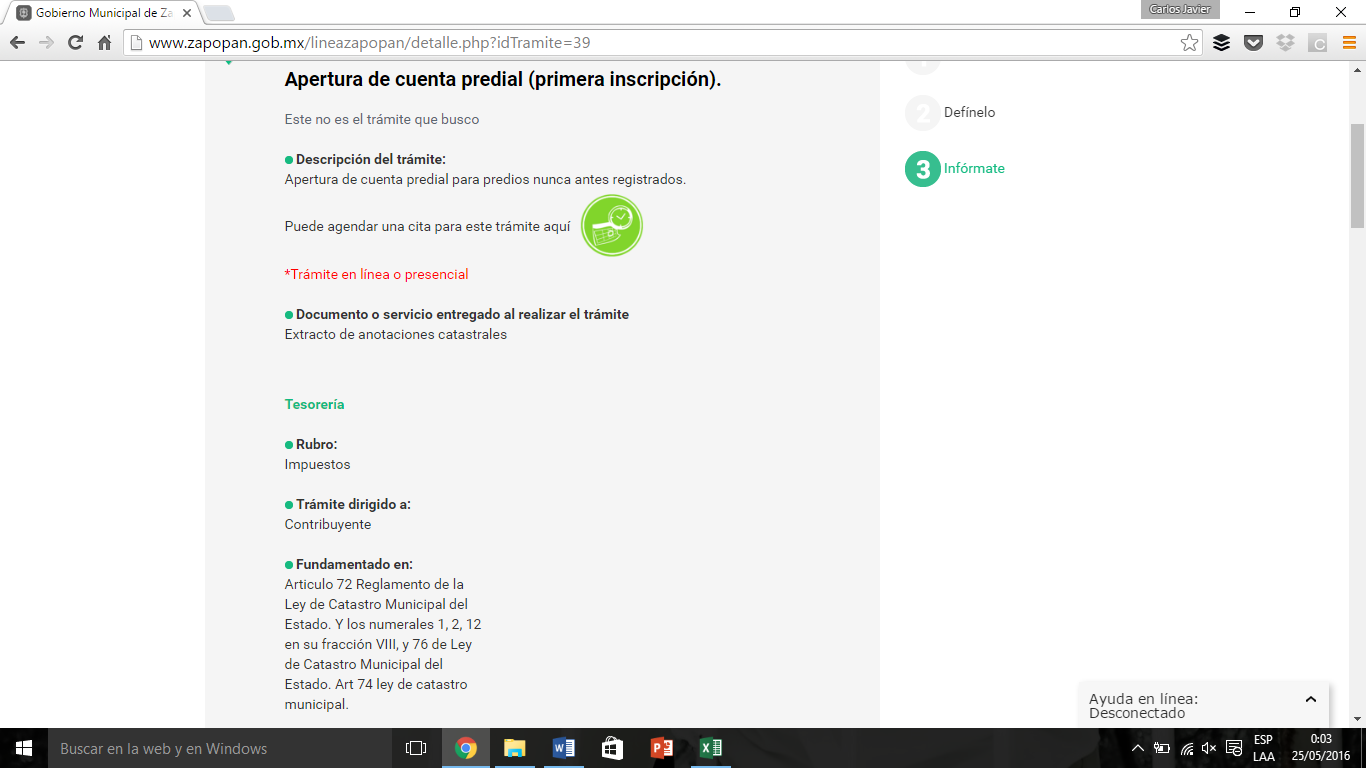 Gobierno Municipal de Za
Carlos Javier
www.zapopan.gob.mx/lineazapopan/detalle.php?idTramite=39
Apertura de cuenta predial (primera inscripción).
Este no es el trámite que busco
Descripción del trámite:
Apertura de cuenta predial para predios nunca antes registrados.
Puede agendar una cita para este trámite aquí
*Trámite en línea o presencial
Documento o servicio entregado al realizar el trámite
Extracto de anotaciones catastrales
Tesorería
Rubro:
Impuestos
Trámite dirigido a:
Contribuyente
Fundamentado en:
Articulo 72 Reglamento de la
Ley de Catastro Municipal del
Estado. Y los numerales 1, 2, 12
en su fracción VIII, y 76 de Ley
de Catastro Municipal del
Estado. Art 74 ley de catastro
municipal.
2 Defínelo
3 Infórmate
Ayuda en línea:
Desconectado
Buscar en la web y en Windows
ESP
LAA
0:03
25/05/2016